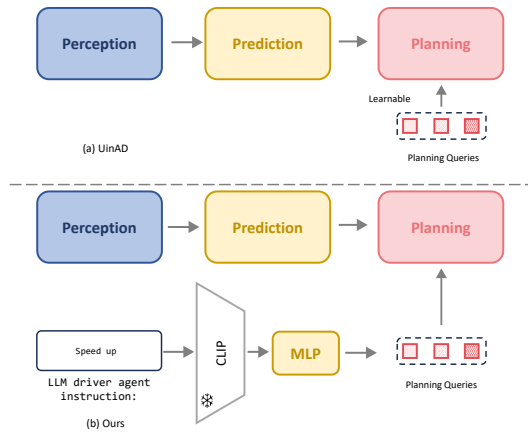 Perception
Prediction
Planning
Learnable
Planning Queries
(a) UinAD
Perception
Prediction
Planning
Speed up
CLIP
MLP
LLM driver agent
instruction:
Planning Queries
(b) Ours